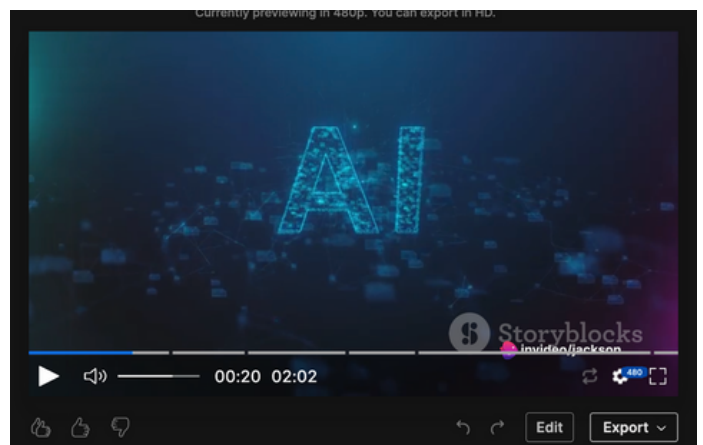 Currently previewing in 480p. You can export in HD.
AI
Storyblocks
invideo/jackson
00:20 02:02
480
Edit
Export